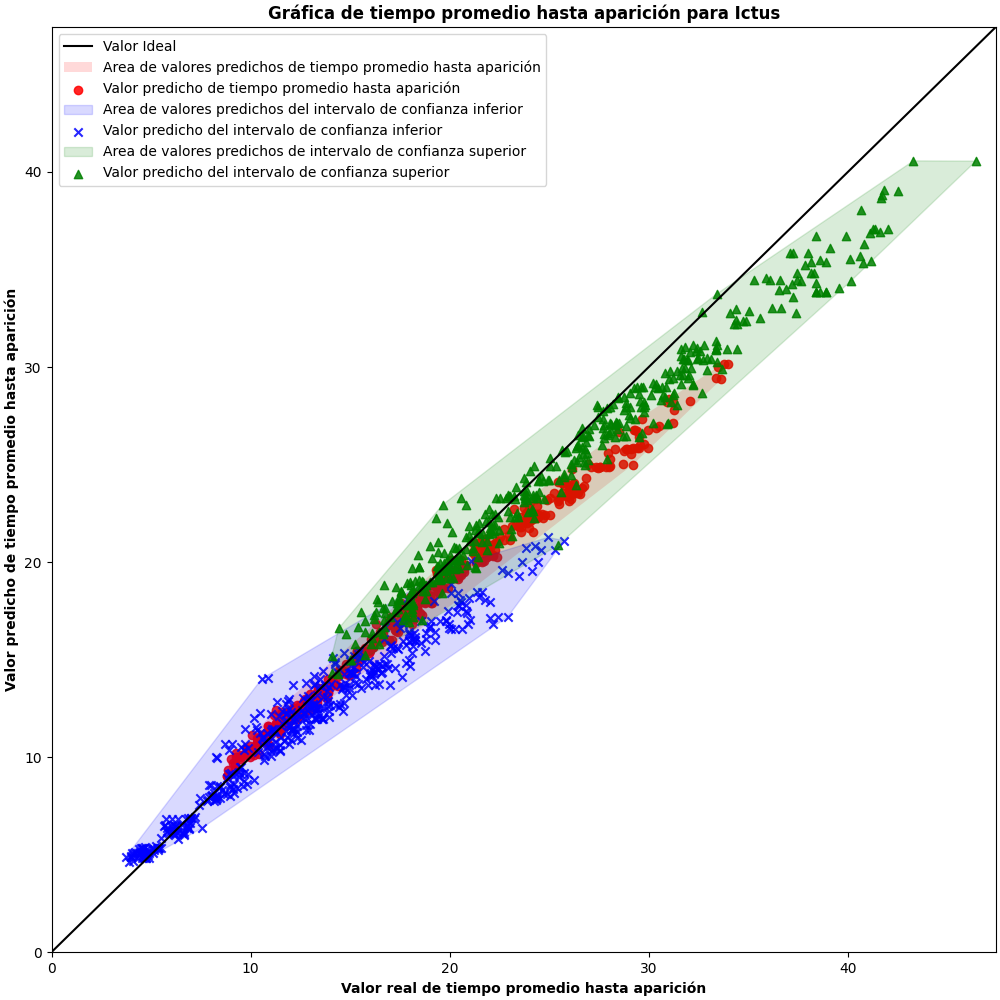 Gráfica de tiempo promedio hasta aparición para Ictus
Valor Ideal
Area de valores predichos de tiempo promedio hasta aparición
Valor predicho de tiempo promedio hasta aparición
Area de valores predichos del intervalo de confianza inferior
Valor predicho del intervalo de confianza inferior
Area de valores predichos de intervalo de confianza superior
Valor predicho del intervalo de confianza superior
Valor predicho de tiempo promedio hasta aparición
40
30
20
10
0
0 10 20 30 40
Valor real de tiempo promedio hasta aparición